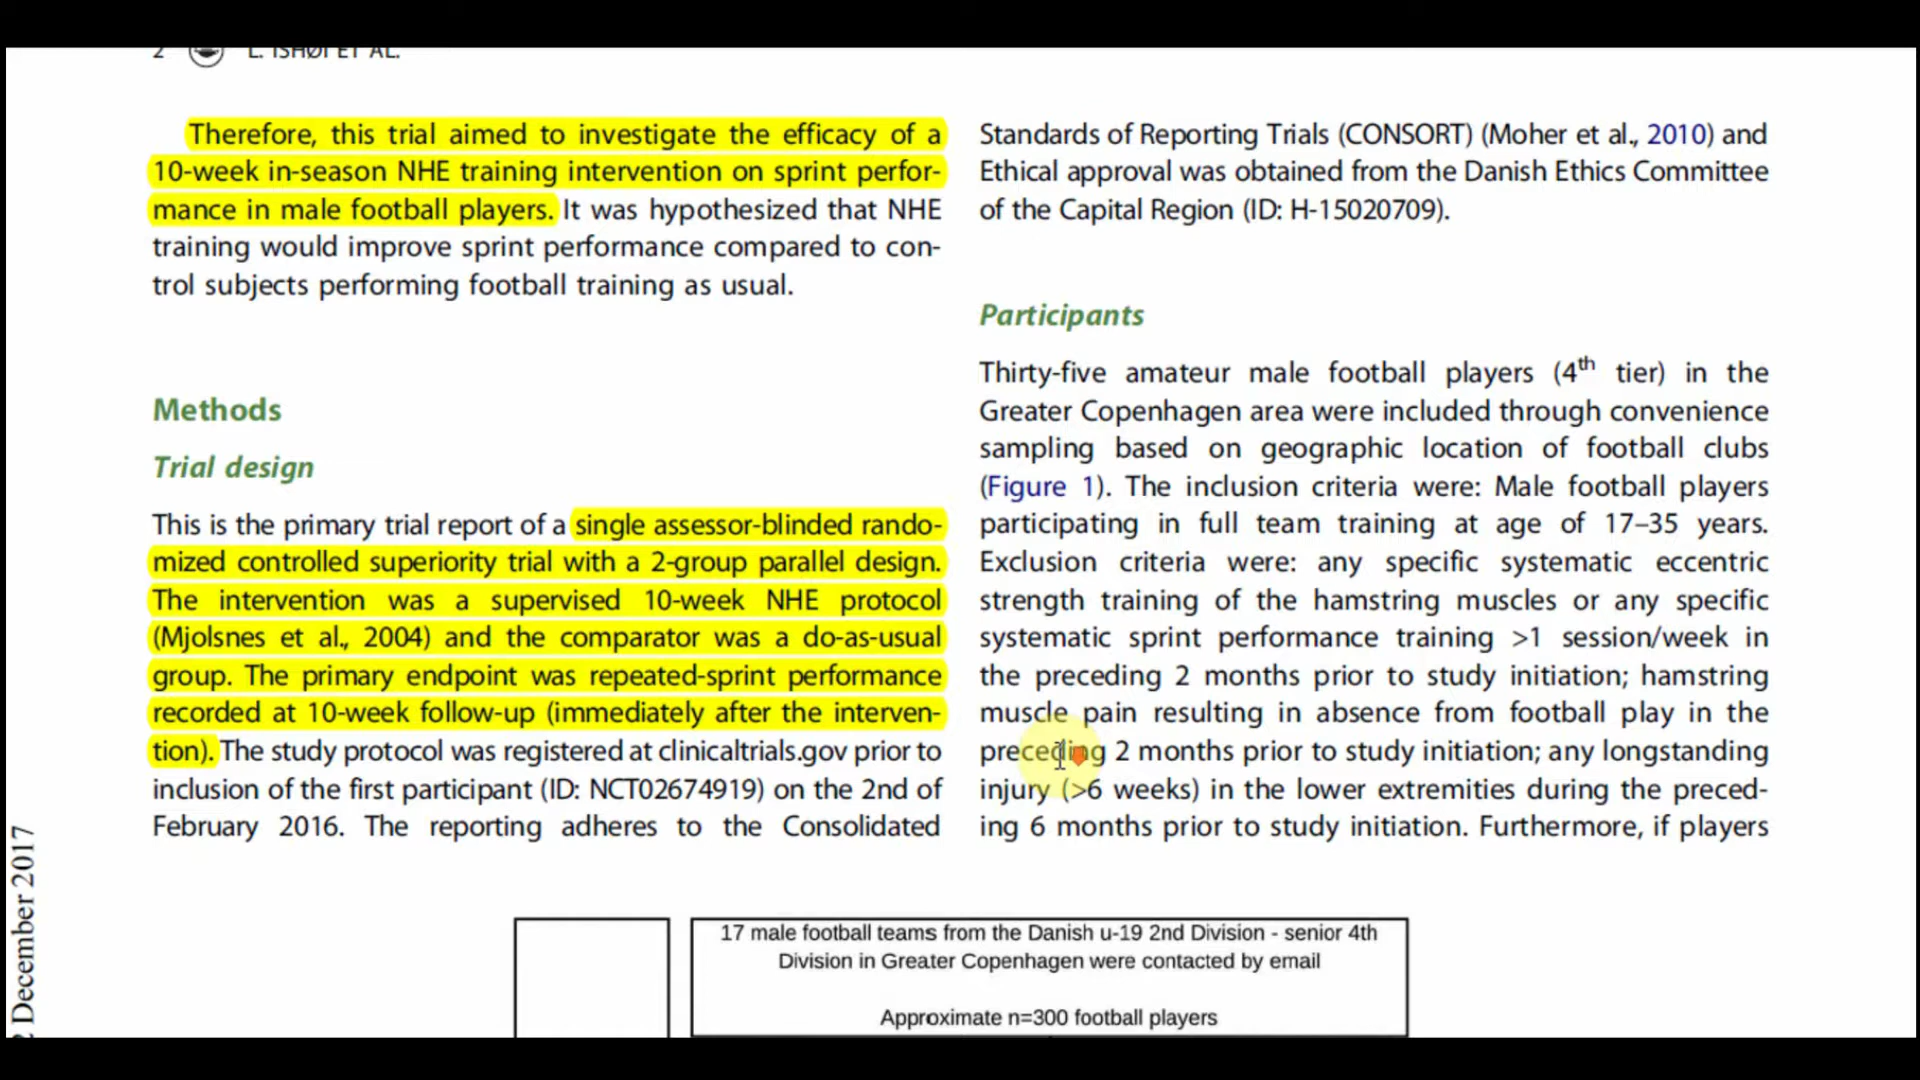 2 L. ISHØI ET AL.
Therefore, this trial aimed to investigate the efficacy of a
10-week in-season NHE training intervention on sprint perfor-
mance in male football players. It was hypothesized that NHE
training would improve sprint performance compared to con-
trol subjects performing football training as usual.
Methods
Trial design
This is the primary trial report of a single assessor-blinded rando-
mized controlled superiority trial with a 2-group parallel design.
The intervention was a supervised 10-week NHE protocol
(Mjolsnes et al., 2004) and the comparator was a do-as-usual
group. The primary endpoint was repeated-sprint performance
recorded at 10-week follow-up (immediately after the interven-
tion). The study protocol was registered at clinicaltrials.gov prior to
inclusion of the first participant (ID: NCT02674919) on the 2nd of
February 2016. The reporting adheres to the Consolidated
Standards of Reporting Trials (CONSORT) (Moher et al., 2010) and
Ethical approval was obtained from the Danish Ethics Committee
of the Capital Region (ID: H-15020709).
Participants
Thirty-five amateur male football players (4th tier) in the
Greater Copenhagen area were included through convenience
sampling based on geographic location of football clubs
(Figure 1). The inclusion criteria were: Male football players
participating in full team training at age of 17–35 years.
Exclusion criteria were: any specific systematic eccentric
strength training of the hamstring muscles or any specific
systematic sprint performance training >1 session/week in
the preceding 2 months prior to study initiation; hamstring
muscle pain resulting in absence from football play in the
preceding 2 months prior to study initiation; any longstanding
injury (>6 weeks) in the lower extremities during the preced-
ing 6 months prior to study initiation. Furthermore, if players
17 male football teams from the Danish u-19 2nd Division - senior 4th
Division in Greater Copenhagen were contacted by email
Approximate n=300 football players
December 2017